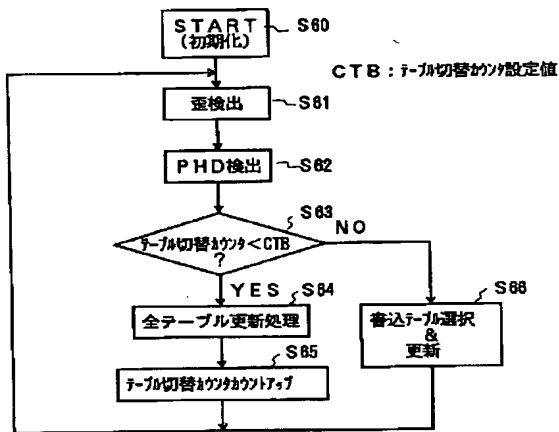 START
(初期化)
S60
CTB:テーブル切替カウンタ設定値
歪検出
S61
PHD検出
S62
S63
テーブル切替カウンタ<CTB
?
NO
YES
S64
全テーブル更新処理
S66
書込テーブル選択
&
更新
S65
テーブル切替カウンタカウントアップ